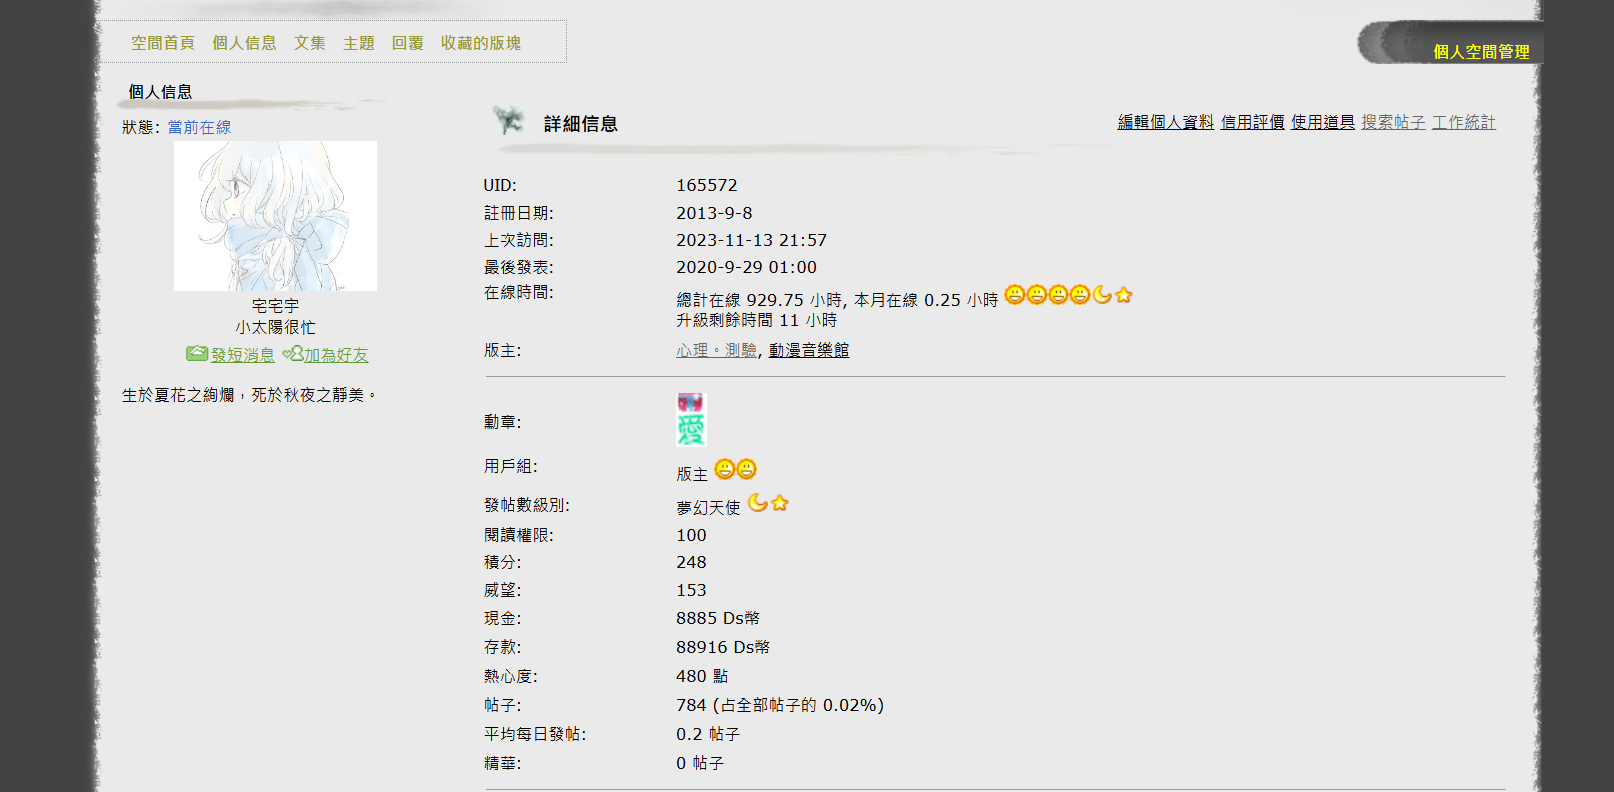 空間首頁 個人信息 文集 主題 回覆 收藏的版塊
個人空間管理
個人信息
狀態: 當前在線
宅宅宇
小太陽很忙
發短消息 加為好友
生於夏花之絢爛，死於秋夜之靜美。
詳細信息
編輯個人資料 信用評價 使用道具 搜索帖子 工作統計
UID: 165572
註冊日期: 2013-9-8
上次訪問: 2023-11-13 21:57
最後發表: 2020-9-29 01:00
在線時間: 總計在線 929.75 小時, 本月在線 0.25 小時
升級剩餘時間 11 小時
版主: 心理。測驗, 動漫音樂館
勳章: 愛
用戶組: 版主
發帖數級別: 夢幻天使
閱讀權限: 100
積分: 248
威望: 153
現金: 8885 Ds幣
存款: 88916 Ds幣
熱心度: 480 點
帖子: 784 (占全部帖子的 0.02%)
平均每日發帖: 0.2 帖子
精華: 0 帖子